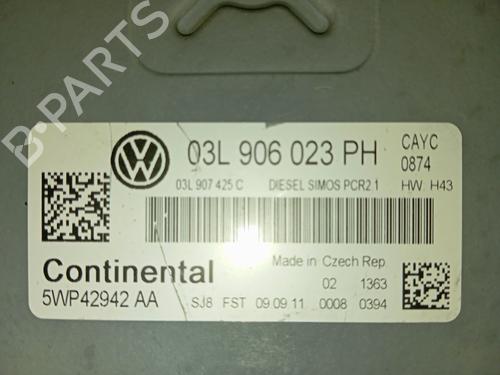 B-PARTS
VW
03L 906 023 PH
CAYC
0874
03L 907 425 C DIESEL SIMOS PCR2.1 HW H43
Continental
Made in Czech Rep.
02 1363
5WP42942 AA SJ8 FST 09.09.11 0008 0394